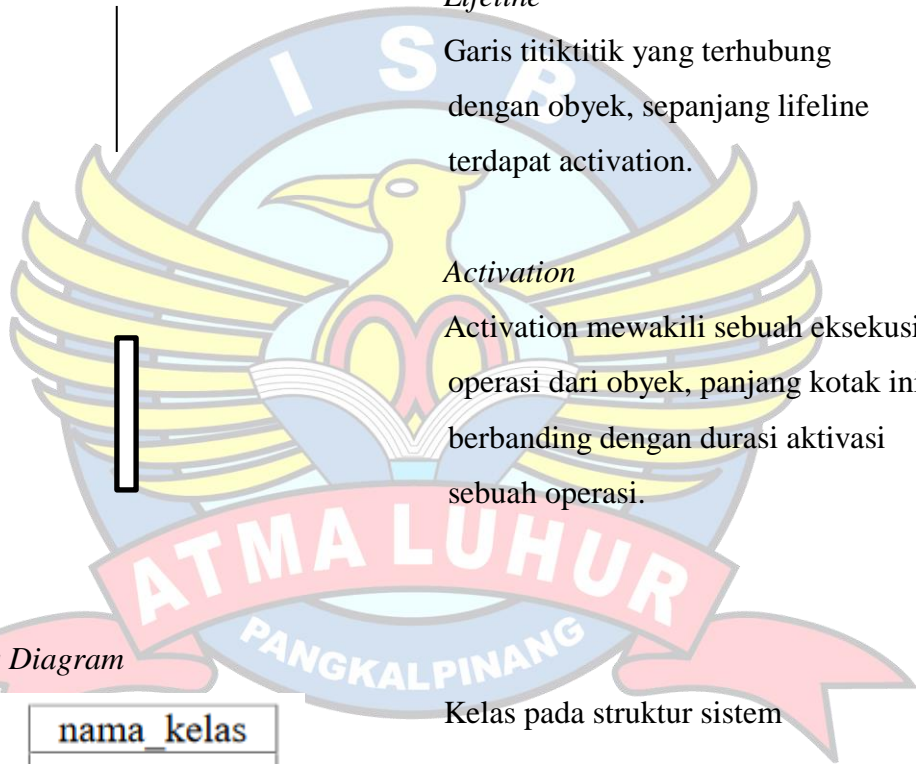 Lifeline
Garis titiktitik yang terhubung
dengan obyek, sepanjang lifeline
terdapat activation.
Activation
Activation mewakili sebuah eksekusi
operasi dari obyek, panjang kotak ini
berbanding dengan durasi aktivasi
sebuah operasi.
Diagram
nama_kelas
Kelas pada struktur sistem
ISB
ATMA LUHUR
PANGKALPINANG